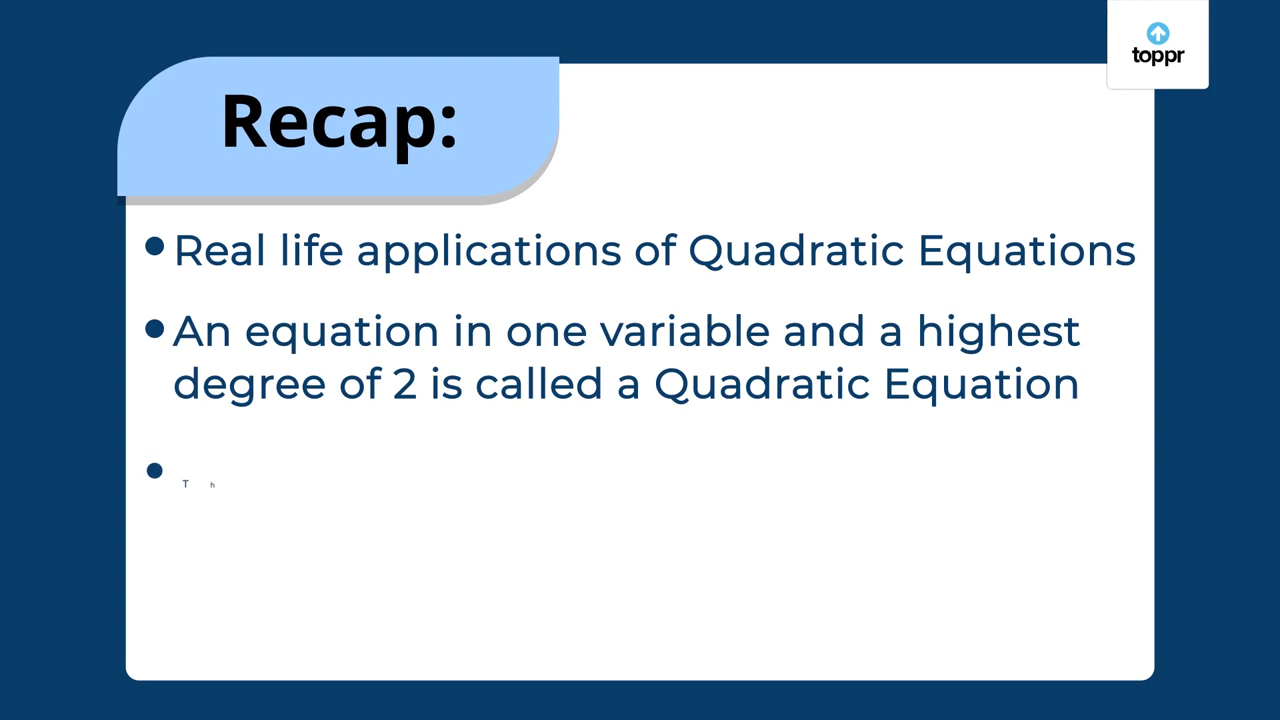 toppr
Recap:
• Real life applications of Quadratic Equations
• An equation in one variable and a highest
degree of 2 is called a Quadratic Equation
• T h